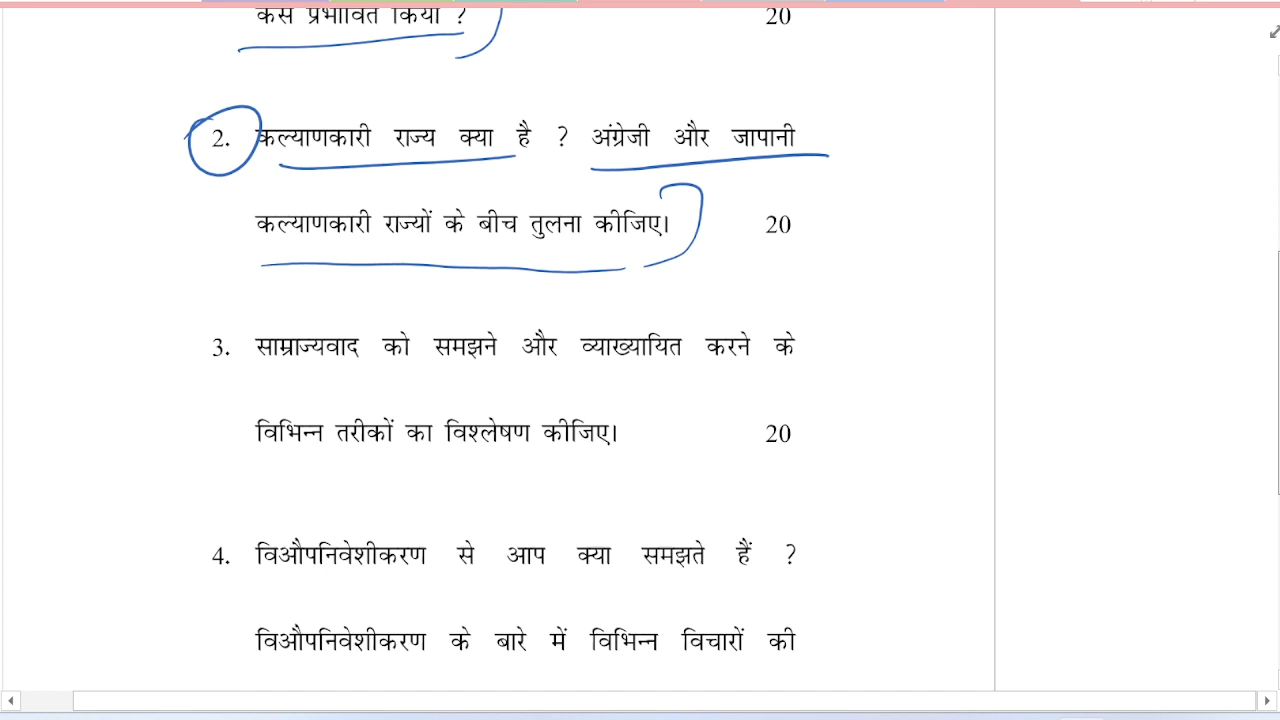 कैसे प्रभावित किया ? 20
2. कल्याणकारी राज्य क्या है ? अंग्रेजी और जापानी
कल्याणकारी राज्यों के बीच तुलना कीजिए। 20
3. साम्राज्यवाद को समझने और व्याख्यायित करने के
विभिन्न तरीकों का विश्लेषण कीजिए। 20
4. विऔपनिवेशीकरण से आप क्या समझते हैं ?
विऔपनिवेशीकरण के बारे में विभिन्न विचारों की